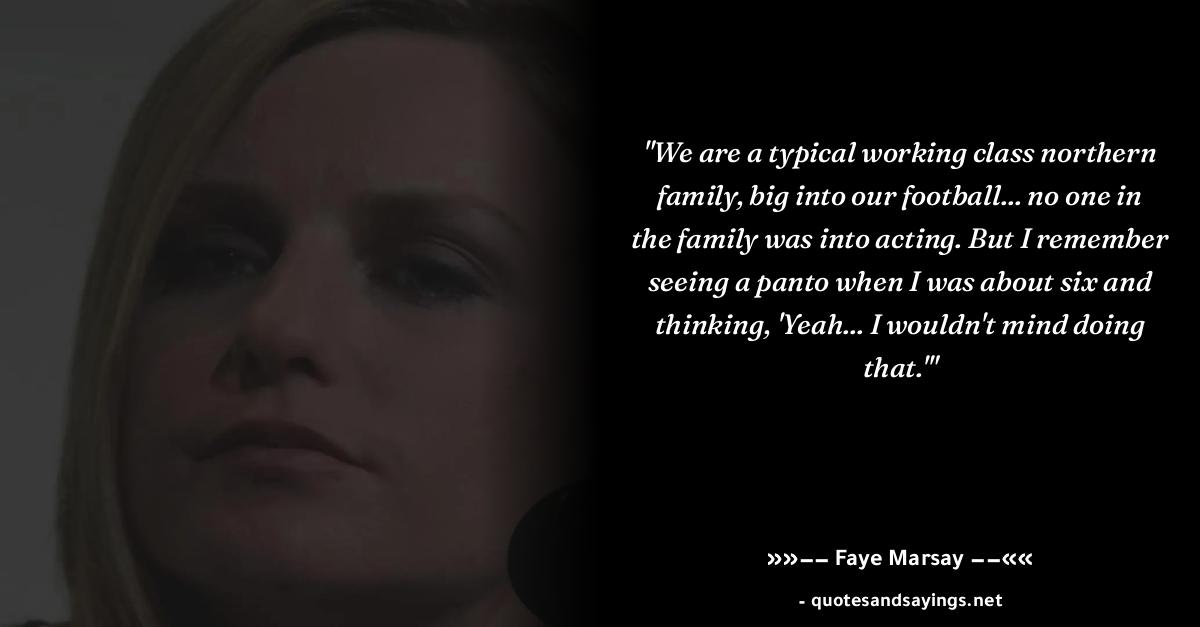 "We are a typical working class northern
family, big into our football... no one in
the family was into acting. But I remember
seeing a panto when I was about six and
thinking, 'Yeah... I wouldn't mind doing
that.'"
»»−− Faye Marsay −−««
- quotesandsayings.net